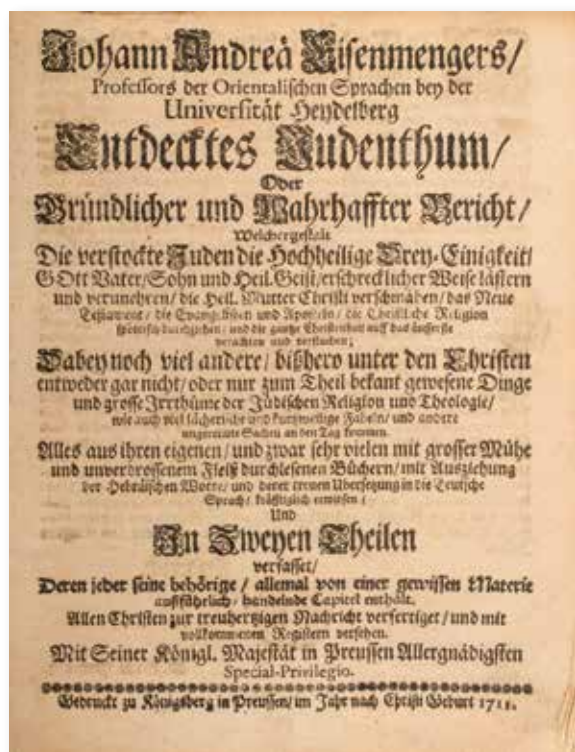 Johann Andreä Eisenmengers/
Professors der Orientalischen Sprachen bey der
Universität Heydelberg
Entdecktes Judenthum/
Oder
Gründlicher und Wahrhaffter Bericht/
Welchergestalt
Die verstockte Juden die Hochheilige Drey-Einigkeit/
GOtt Vater/Sohn und Heil. Geist/erschrecklicher Weise lästern
und verunehren/ die Heil. Mutter Christi verschmähen/ das Neue
Testament/ die Evangelisten und Aposteln/ die Christliche Religion
spöttisch durchziehen/ und die gantze Christenheit auff das äusserste
verachten und verfluchen;
Dabey noch viel andere/ bißhero unter den Christen
entweder gar nicht/ oder nur zum Theil bekant gewesene Dinge
und grosse Irrthüme der Jüdischen Religion und Theologie/
wie auch viel lächerliche und kurtzweilige Fabeln/ und andere
ungereimte Sachen an den Tag kommen.
Alles aus ihren eigenen/ und zwar sehr vielen mit grosser Mühe
und unverdrossenem Fleiß durchlesenen Büchern/ mit Ausziehung
der Hebräischen Worte/ und derer treuen Ubersetzung in die Teutsche
Sprach/ kräfftiglich erwiesen/
Und
In Zweyen Theilen
verfasset/
Deren jeder seine behörige/ allemal von einer gewissen Materie
außführlich handelnde Capitel enthält.
Allen Christen zur treuhertzigen Nachricht verfertiget/ und mit
vollkommenen Registern versehen.
Mit Seiner Königl. Majestät in Preussen Allergnädigsten
Special-Privilegio.
Gedruckt zu Königsberg in Preussen/ im Jahr nach Christi Geburt 1711.